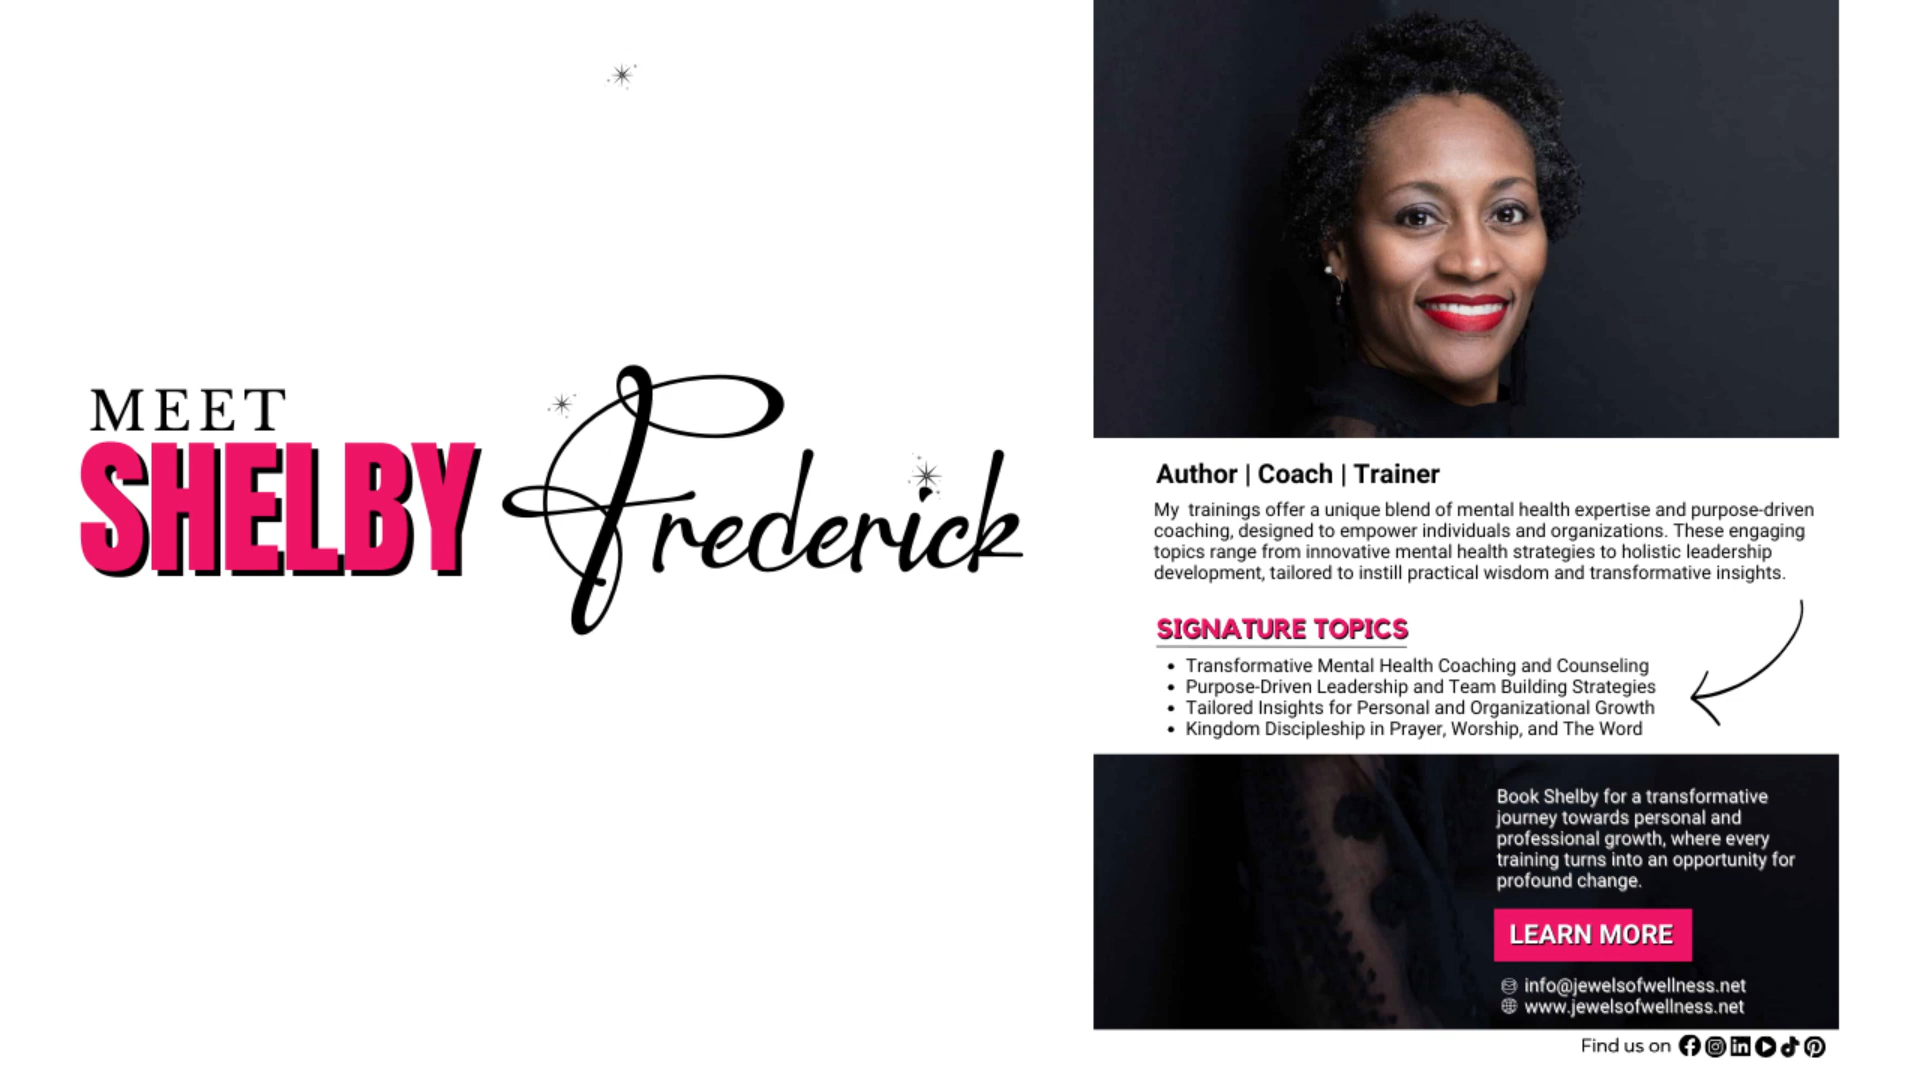 MEET
SHELBY Frederick
Author | Coach | Trainer
My trainings offer a unique blend of mental health expertise and purpose-driven
coaching, designed to empower individuals and organizations. These engaging
topics range from innovative mental health strategies to holistic leadership
development, tailored to instill practical wisdom and transformative insights.
SIGNATURE TOPICS
• Transformative Mental Health Coaching and Counseling
• Purpose-Driven Leadership and Team Building Strategies
• Tailored Insights for Personal and Organizational Growth
• Kingdom Discipleship in Prayer, Worship, and The Word
Book Shelby for a transformative
journey towards personal and
professional growth, where every
training turns into an opportunity for
profound change.
LEARN MORE
info@jewelsofwellness.net
www.jewelsofwellness.net
Find us on